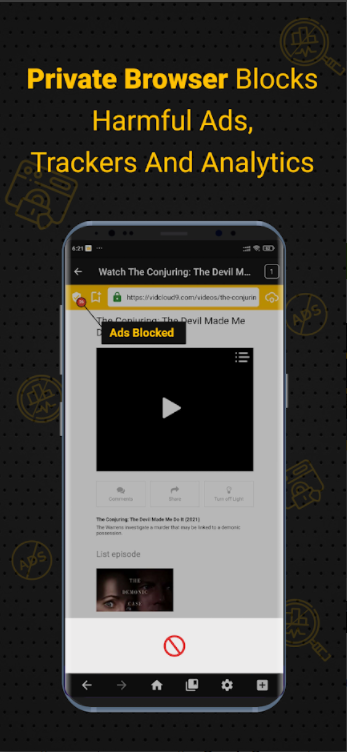 Private Browser Blocks
Harmful Ads,
Trackers And Analytics
6:21
Watch The Conjuring: The Devil M...
1
https://vidcloud9.com/videos/the-conjurin
The Conjuring: The Devil Made Me
Ads Blocked
Comments
Share
Turn off Light
The Conjuring: The Devil Made Me Do It (2021)
The Warrens investigate a murder that may be linked to a demonic
possession.
List episode
THE
DEMONIC
CASE
ADS
ADS